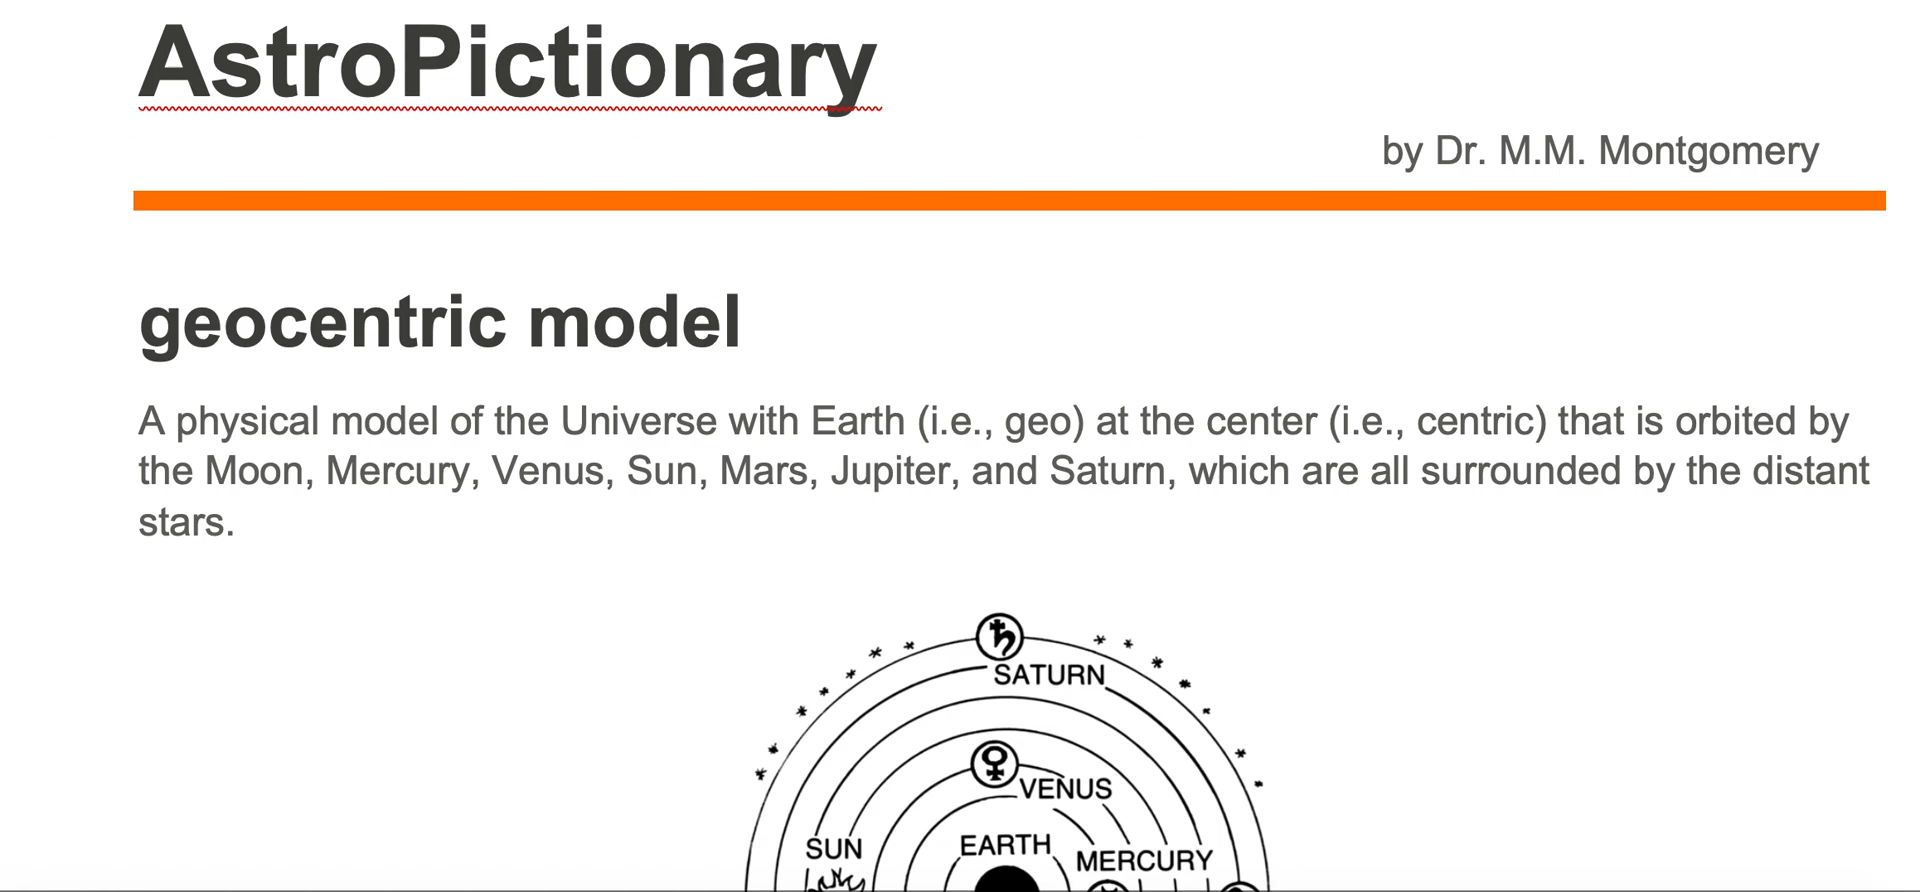 AstroPictionary
by Dr. M.M. Montgomery
geocentric model
A physical model of the Universe with Earth (i.e., geo) at the center (i.e., centric) that is orbited by
the Moon, Mercury, Venus, Sun, Mars, Jupiter, and Saturn, which are all surrounded by the distant
stars.
SATURN
VENUS
SUN
EARTH
MERCURY